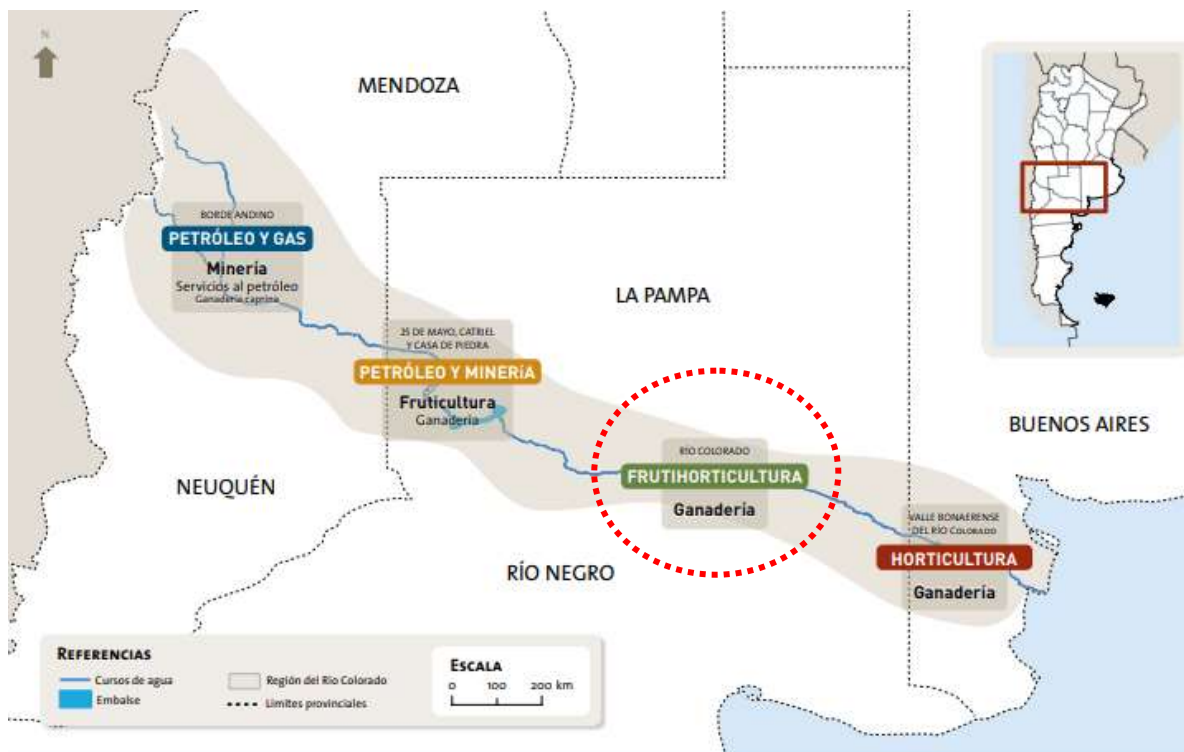 N
MENDOZA
BORDE ANDINO
PETRÓLEO Y GAS
Minería
Servicios al petróleo
Ganadería caprina
LA PAMPA
25 DE MAYO, CATRIEL
Y CASA DE PIEDRA
PETRÓLEO Y MINERÍA
Fruticultura
Ganadería
BUENOS AIRES
RÍO COLORADO
FRUTIHORTICULTURA
Ganadería
NEUQUÉN
VALLE BONAERENSE
DEL RÍO COLORADO
HORTICULTURA
Ganadería
RÍO NEGRO
REFERENCIAS
Cursos de agua
Embalse
Región del Río Colorado
Límites provinciales
ESCALA
0 100 200 km